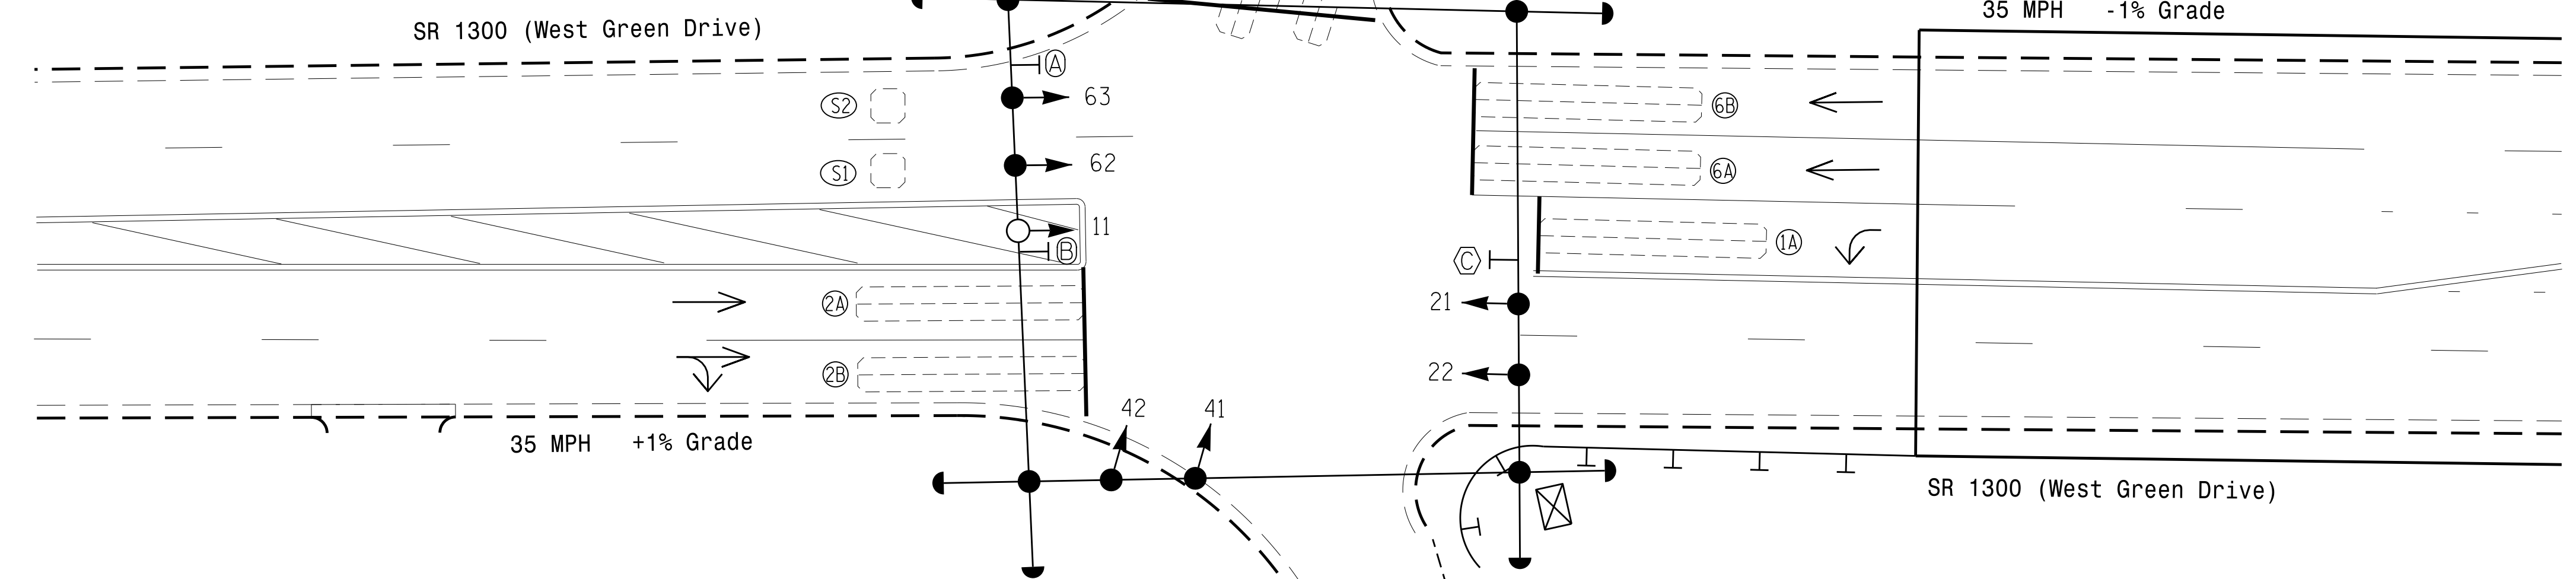 35 MPH -1% Grade
SR 1300 (West Green Drive)
A
63
S2
6B
62
S1
6A
11
1A
B
C
2A
21
2B
22
42
41
35 MPH +1% Grade
SR 1300 (West Green Drive)